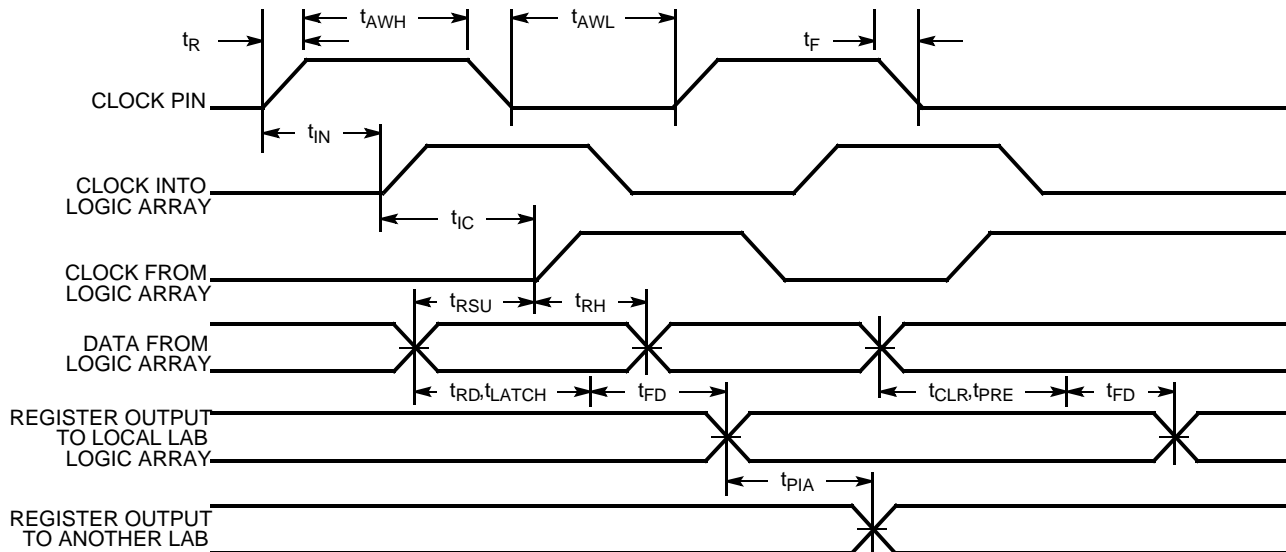 tAWH
tAWL
tR
tF
CLOCK PIN
tIN
CLOCK INTO
LOGIC ARRAY
tIC
CLOCK FROM
LOGIC ARRAY
tRSU
tRH
DATA FROM
LOGIC ARRAY
tRD,tLATCH
tFD
tCLR,tPRE
tFD
REGISTER OUTPUT
TO LOCAL LAB
LOGIC ARRAY
tPIA
REGISTER OUTPUT
TO ANOTHER LAB